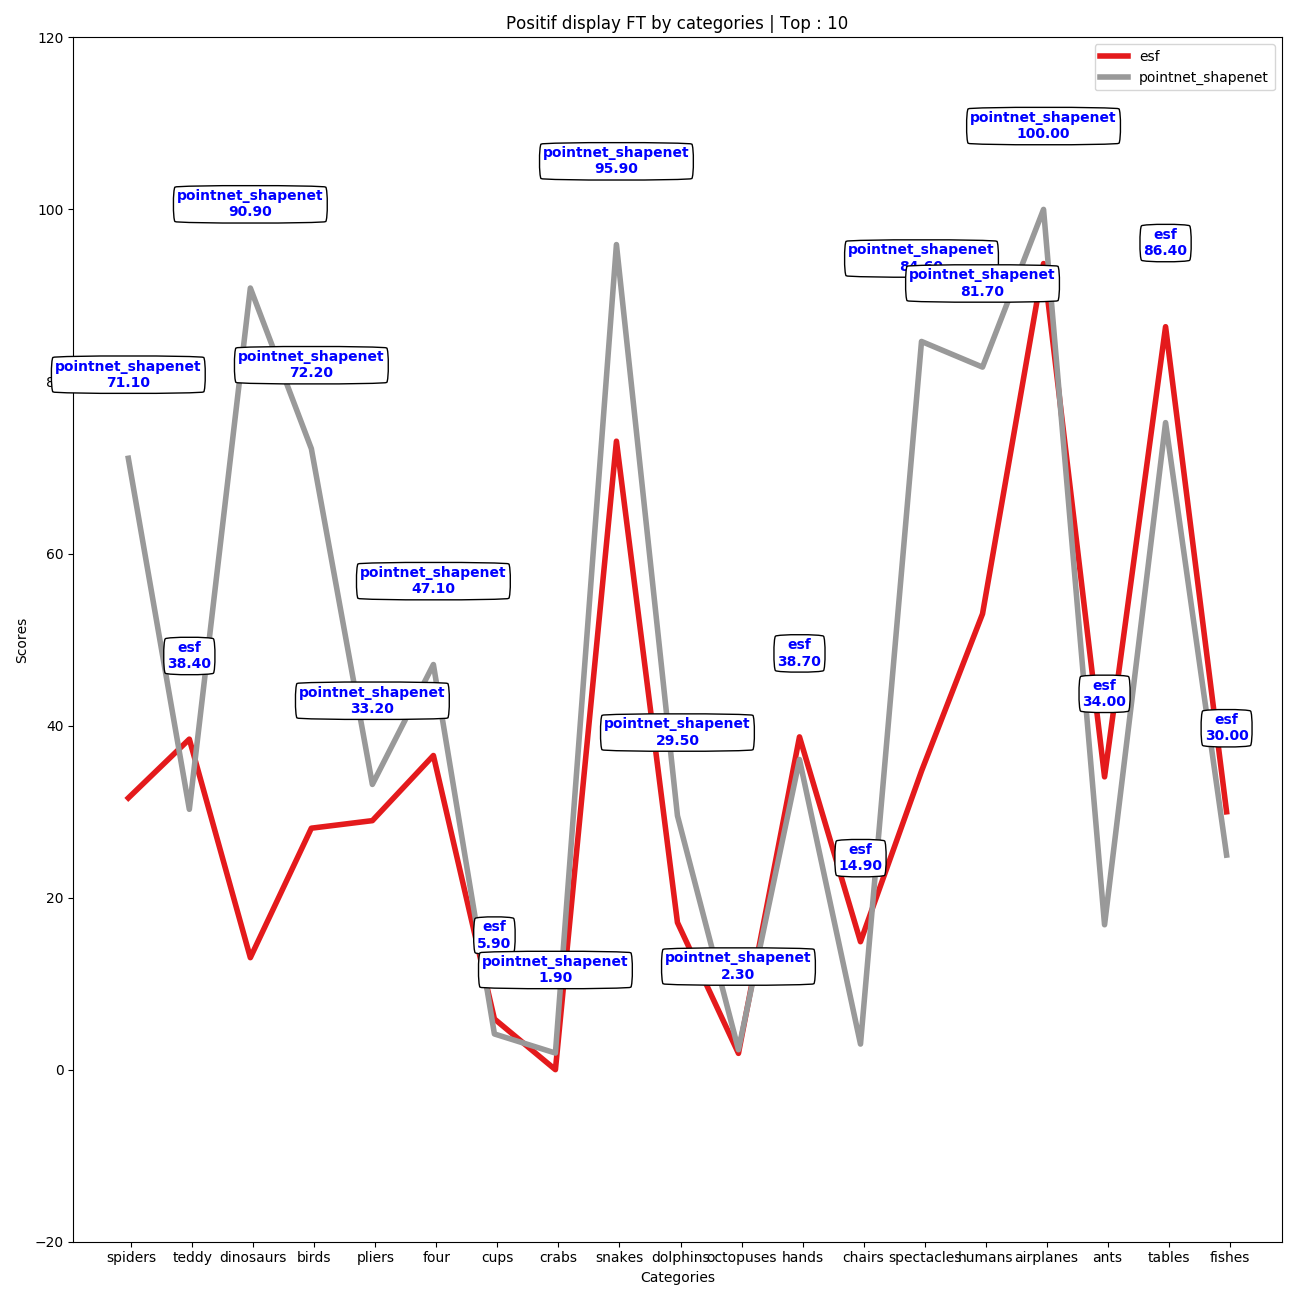 Positif display FT by categories | Top : 10
esf
pointnet_shapenet
120
100
60
40
20
0
−20
Scores
pointnet_shapenet
71.10
esf
38.40
pointnet_shapenet
90.90
pointnet_shapenet
72.20
pointnet_shapenet
33.20
pointnet_shapenet
47.10
esf
5.90
pointnet_shapenet
1.90
pointnet_shapenet
95.90
pointnet_shapenet
29.50
pointnet_shapenet
2.30
esf
38.70
esf
14.90
pointnet_shapenet
pointnet_shapenet
81.70
pointnet_shapenet
100.00
esf
34.00
esf
86.40
esf
30.00
spiders teddy dinosaurs birds pliers four cups crabs snakes dolphins octopuses hands chairs spectacles humans airplanes ants tables fishes
Categories